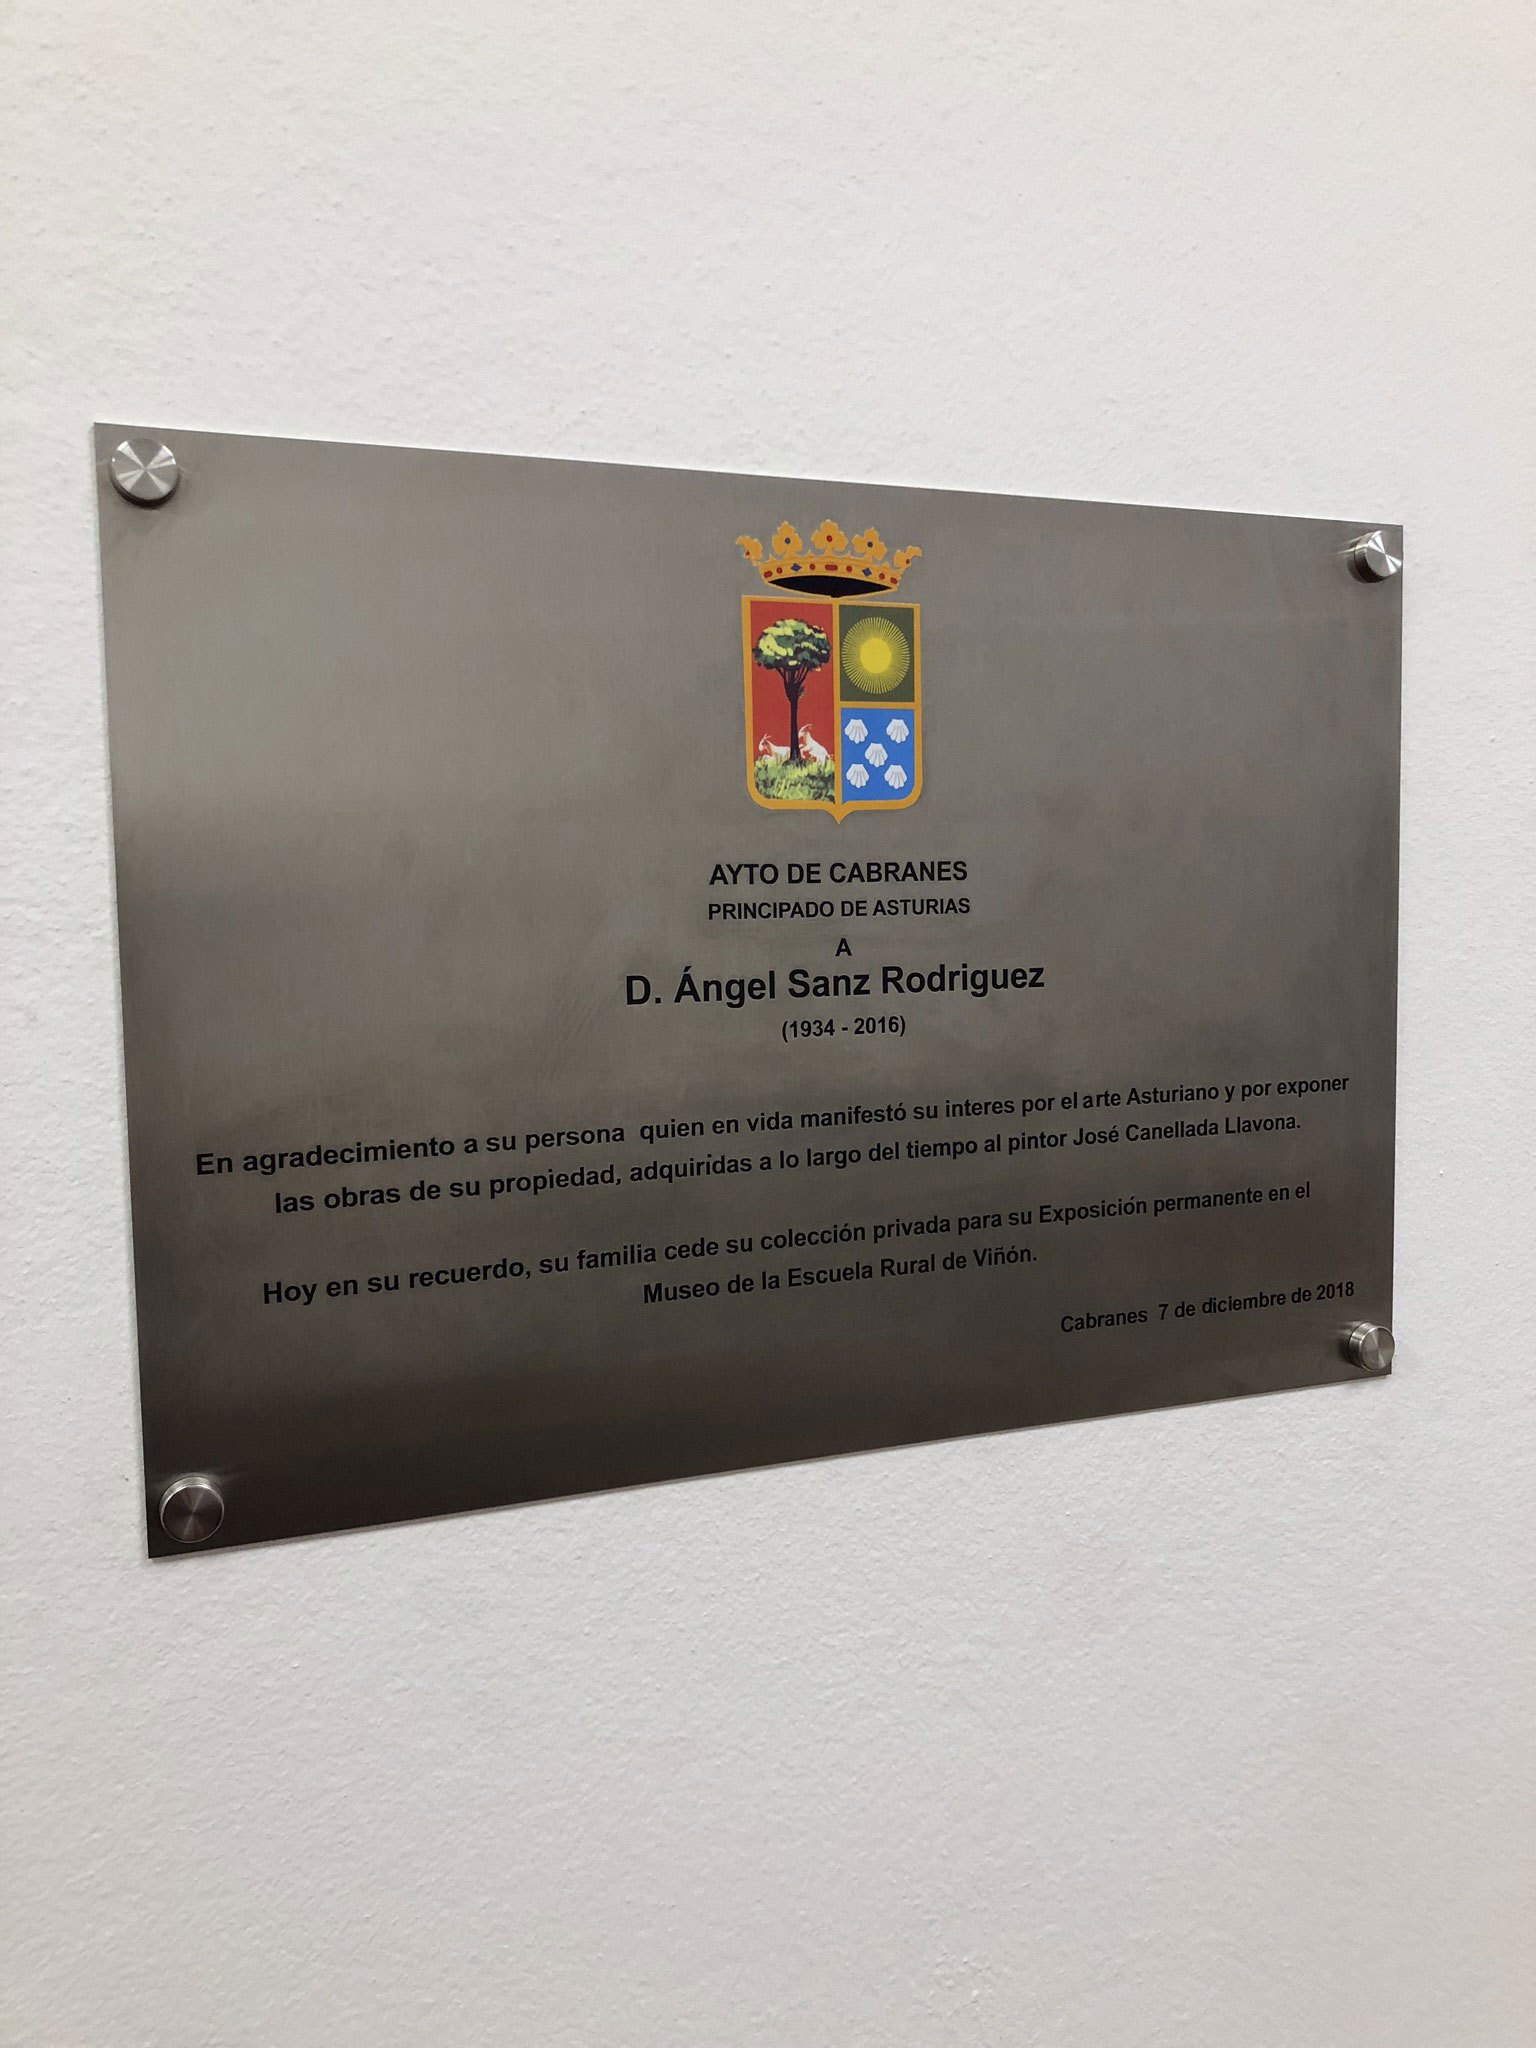 AYTO DE CABRANES
PRINCIPADO DE ASTURIAS
A
D. Ángel Sanz Rodriguez
(1934 - 2016)
En agradecimiento a su persona quien en vida manifestó su interes por el arte Asturiano y por exponer
las obras de su propiedad, adquiridas a lo largo del tiempo al pintor José Canellada Llavona.
Hoy en su recuerdo, su familia cede su colección privada para su Exposición permanente en el
Museo de la Escuela Rural de Viñón.
Cabranes 7 de diciembre de 2018